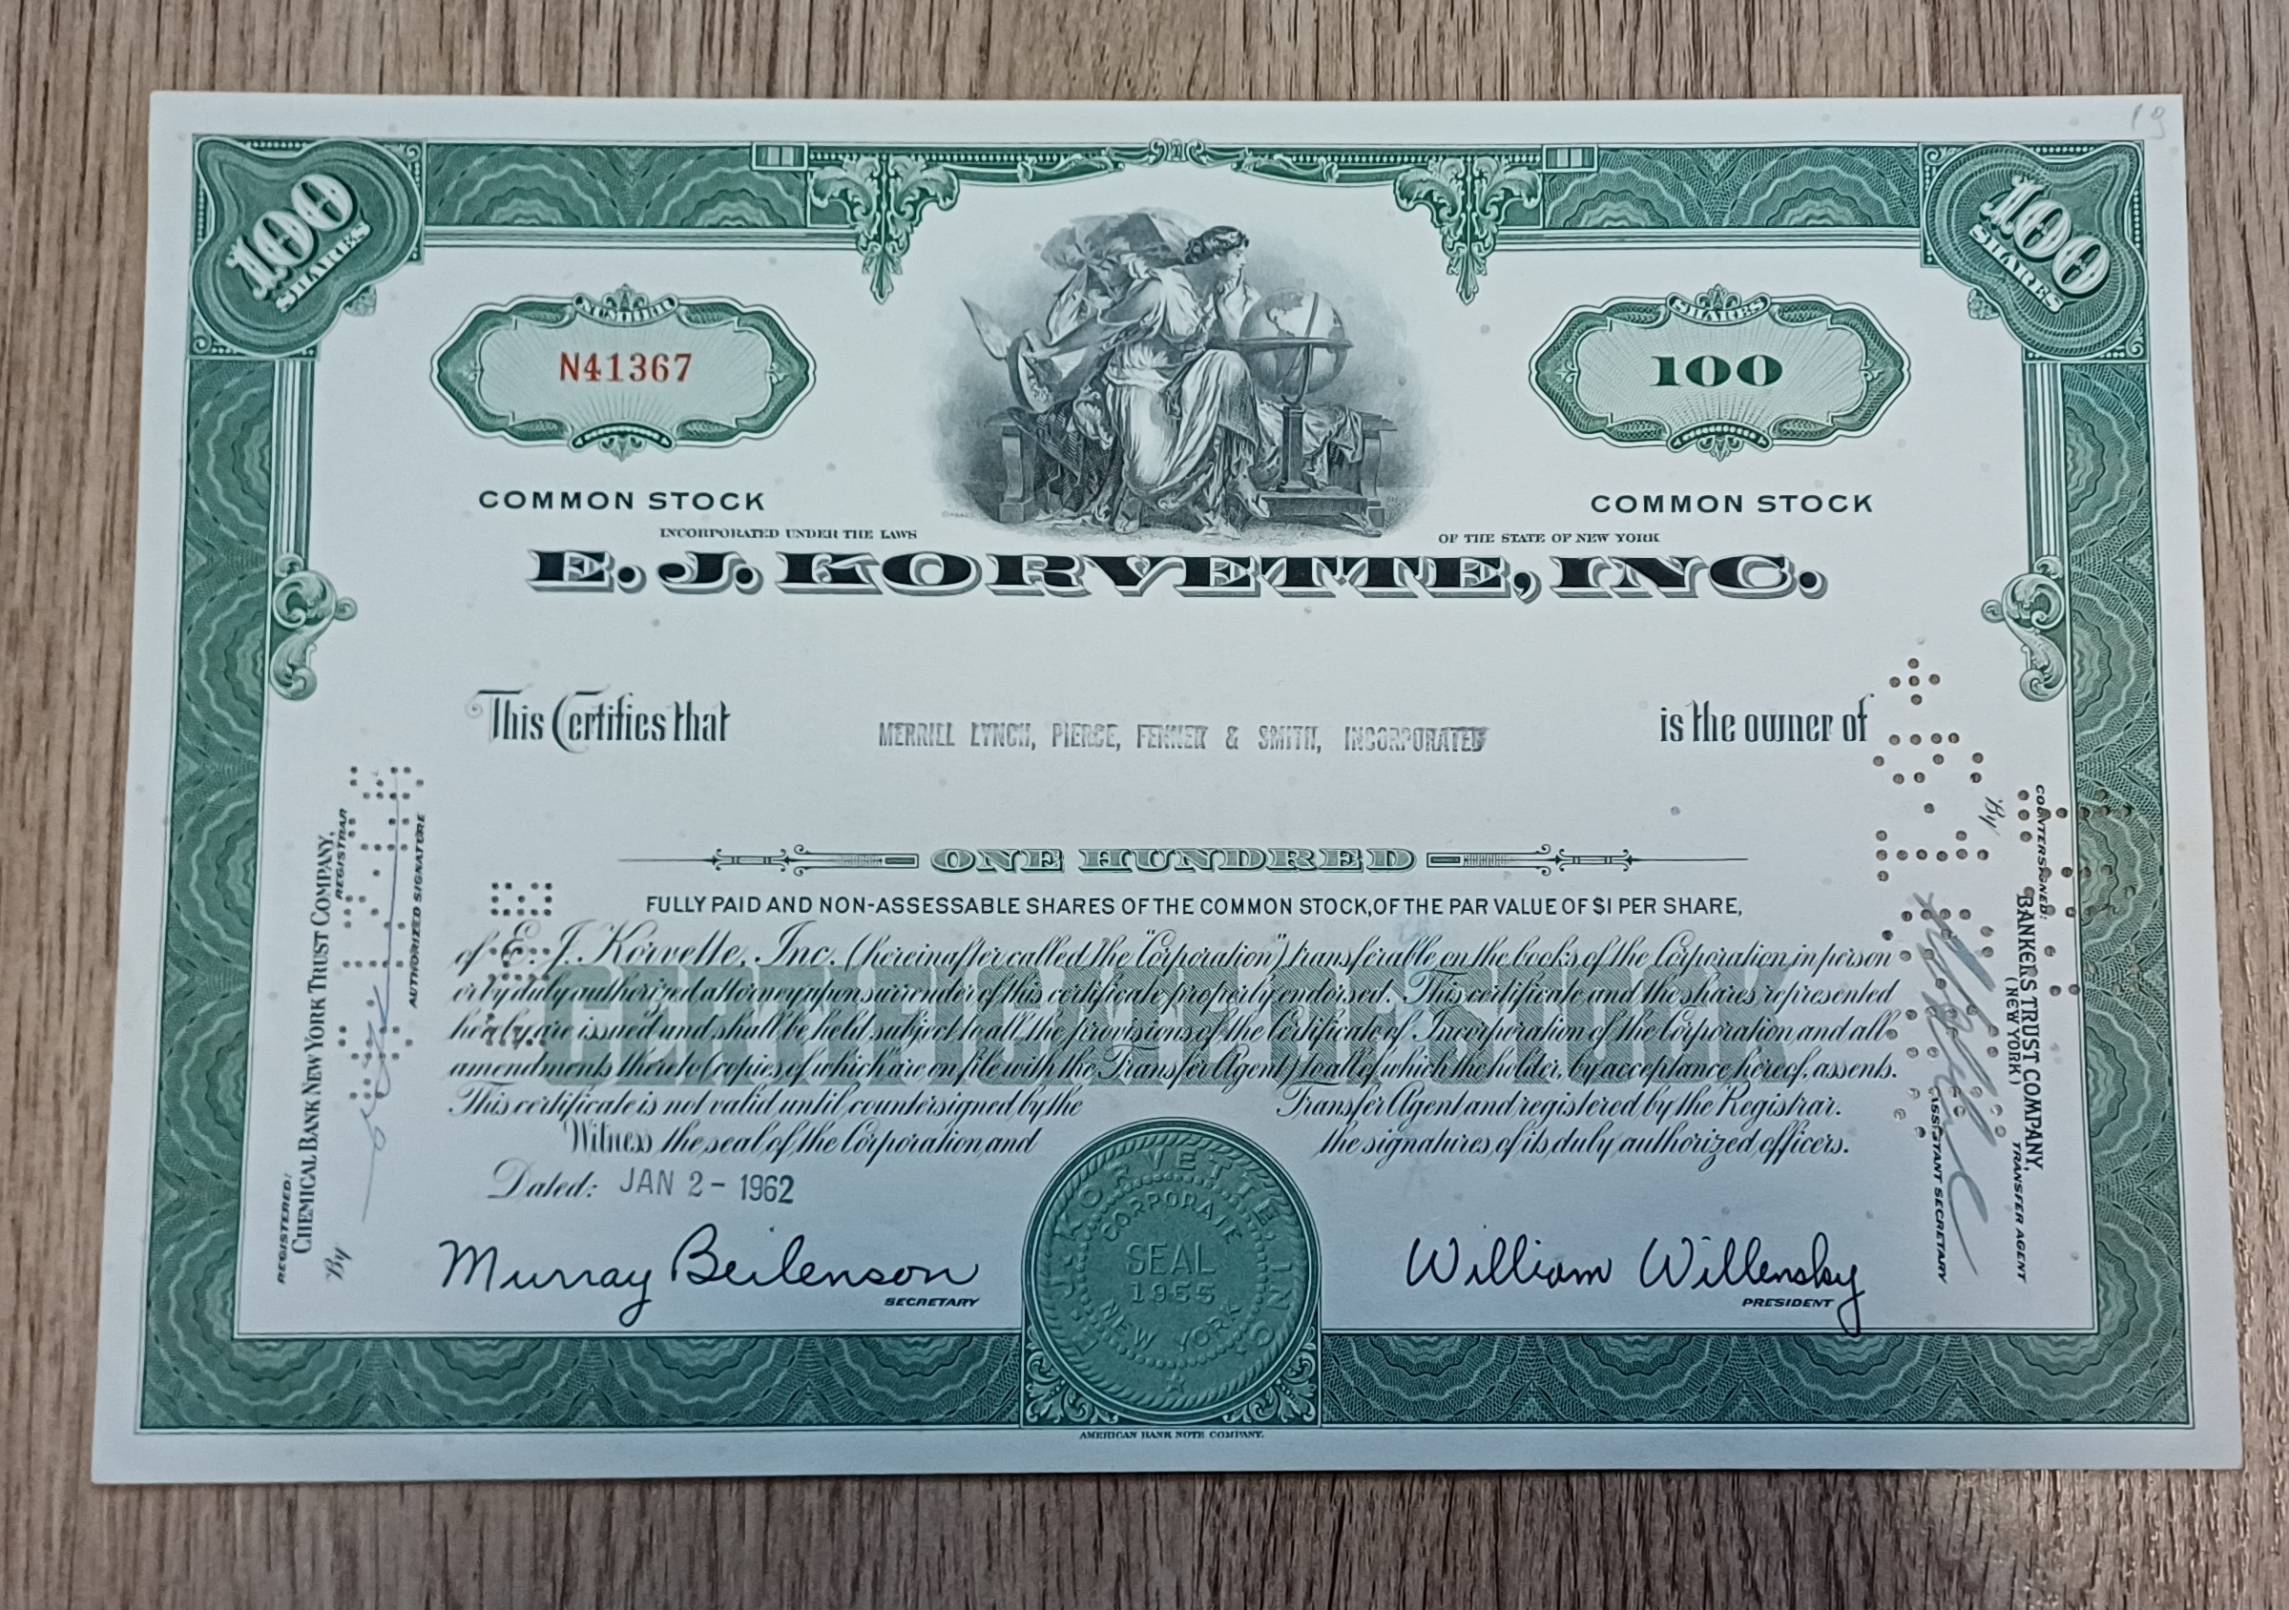 19
100
SHARES
100
SHARES
NUMBER
N41367
SHARES
100
COMMON STOCK
COMMON STOCK
INCORPORATED UNDER THE LAWS OF THE STATE OF NEW YORK
E. J. KORVETTE, INC.
This Certifies that MERRILL LYNCH, PIERCE, FENNER & SMITH, INCORPORATED is the owner of
ONE HUNDRED
FULLY PAID AND NON-ASSESSABLE SHARES OF THE COMMON STOCK, OF THE PAR VALUE OF $1 PER SHARE,
of E. J. Korvette, Inc. (hereinafter called the "Corporation") transferable on the books of the Corporation in person
or by duly authorized attorney upon surrender of this certificate properly endorsed. This certificate and the shares represented
hereby are issued and shall be held subject to all the provisions of the Certificate of Incorporation of the Corporation and all
amendments thereto (copies of which are on file with the Transfer Agent) to all of which the holder, by acceptance hereof, assents.
This certificate is not valid until countersigned by the Transfer Agent and registered by the Registrar.
Witness the seal of the Corporation and the signatures of its duly authorized officers.
CERTIFICATE OF STOCK
Dated: JAN 2 - 1962
Murray Beilenson
SECRETARY
William Willensky
PRESIDENT
E. J. KORVETTE, INC.
CORPORATE
SEAL
1955
NEW YORK
AMERICAN BANK NOTE COMPANY.
REGISTERED:
CHEMICAL BANK NEW YORK TRUST COMPANY,
REGISTRAR
By
AUTHORIZED SIGNATURE
COUNTERSIGNED:
BANKERS TRUST COMPANY,
(NEW YORK)
TRANSFER AGENT
By
ASSISTANT SECRETARY